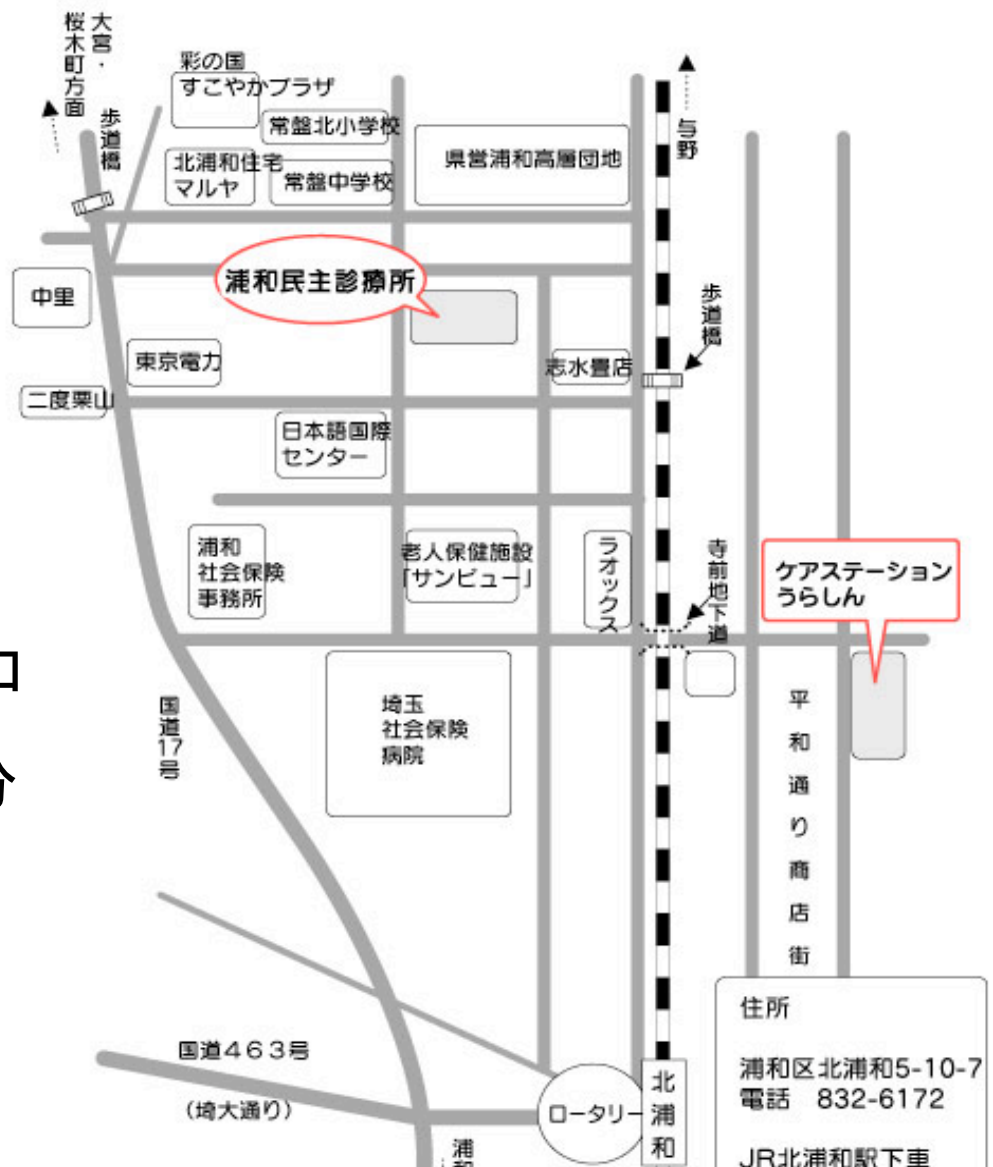 大宮・
桜木町方面
歩道橋
彩の国
すこやかプラザ
常盤北小学校
北浦和住宅
マルヤ
常盤中学校
県営浦和高層団地
与野
中里
浦和民主診療所
歩道橋
東京電力
志水畳店
二度栗山
日本語国際
センター
浦和
社会保険
事務所
老人保健施設
「サンビュー」
ラオックス
寺前地下道
ケアステーション
うらしん
口
分
国道17号
埼玉
社会保険
病院
平和通り商店街
国道463号
(埼大通り)
ロータリー
北浦和
住所
浦和区北浦和5-10-7
電話 832-6172
JR北浦和駅下車